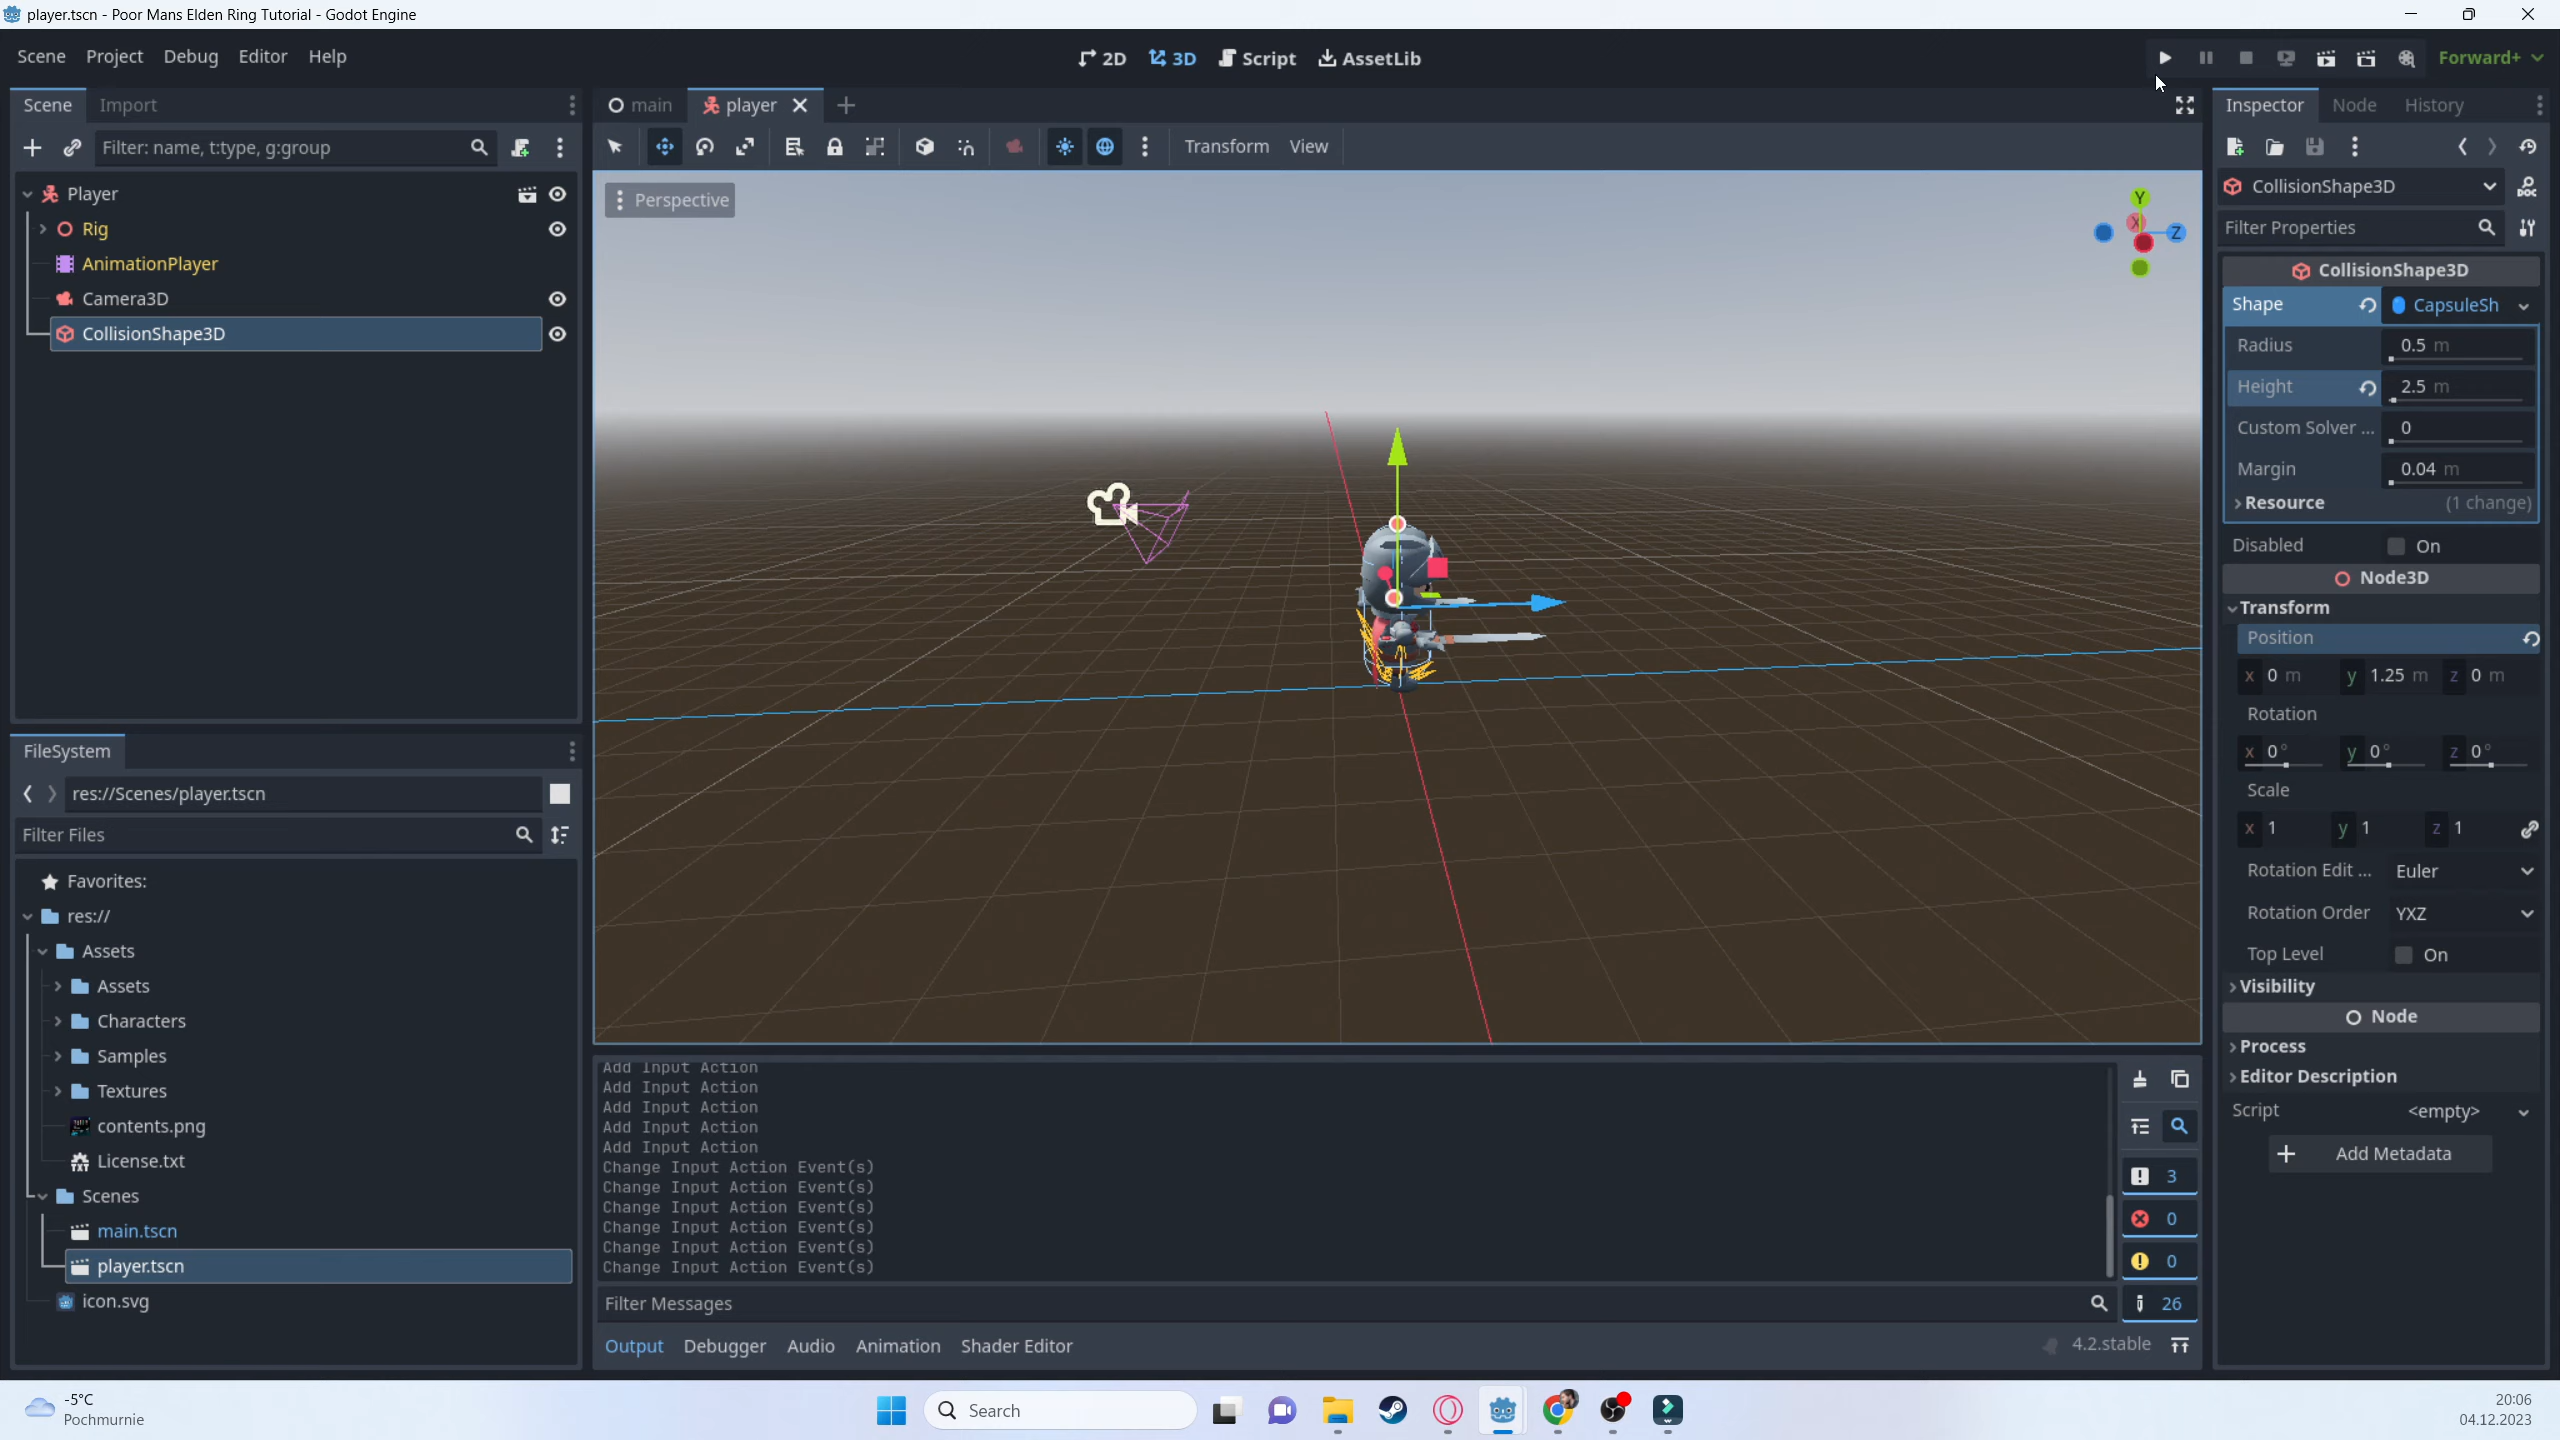 player.tscn - Poor Mans Elden Ring Tutorial - Godot Engine
Scene Project Debug Editor Help
2D 3D Script AssetLib
Forward+
Scene Import
Filter: name, t:type, g:group
Player
Rig
AnimationPlayer
Camera3D
CollisionShape3D
FileSystem
res://Scenes/player.tscn
Filter Files
Favorites:
res://
Assets
Assets
Characters
Samples
Textures
contents.png
License.txt
Scenes
main.tscn
player.tscn
icon.svg
main player
Transform View
Perspective
Y
X
Z
Add Input Action
Add Input Action
Add Input Action
Add Input Action
Add Input Action
Change Input Action Event(s)
Change Input Action Event(s)
Change Input Action Event(s)
Change Input Action Event(s)
Change Input Action Event(s)
Change Input Action Event(s)
3
0
0
26
Filter Messages
Output Debugger Audio Animation Shader Editor
4.2.stable
Inspector Node History
CollisionShape3D
Filter Properties
CollisionShape3D
Shape CapsuleSh
Radius 0.5 m
Height 2.5 m
Custom Solver ... 0
Margin 0.04 m
Resource (1 change)
Disabled On
Node3D
Transform
Position
x 0 m y 1.25 m z 0 m
Rotation
x 0° y 0° z 0°
Scale
x 1 y 1 z 1
Rotation Edit ... Euler
Rotation Order YXZ
Top Level On
Visibility
Node
Process
Editor Description
Script <empty>
Add Metadata
-5°C
Pochmurnie
Search
20:06
04.12.2023